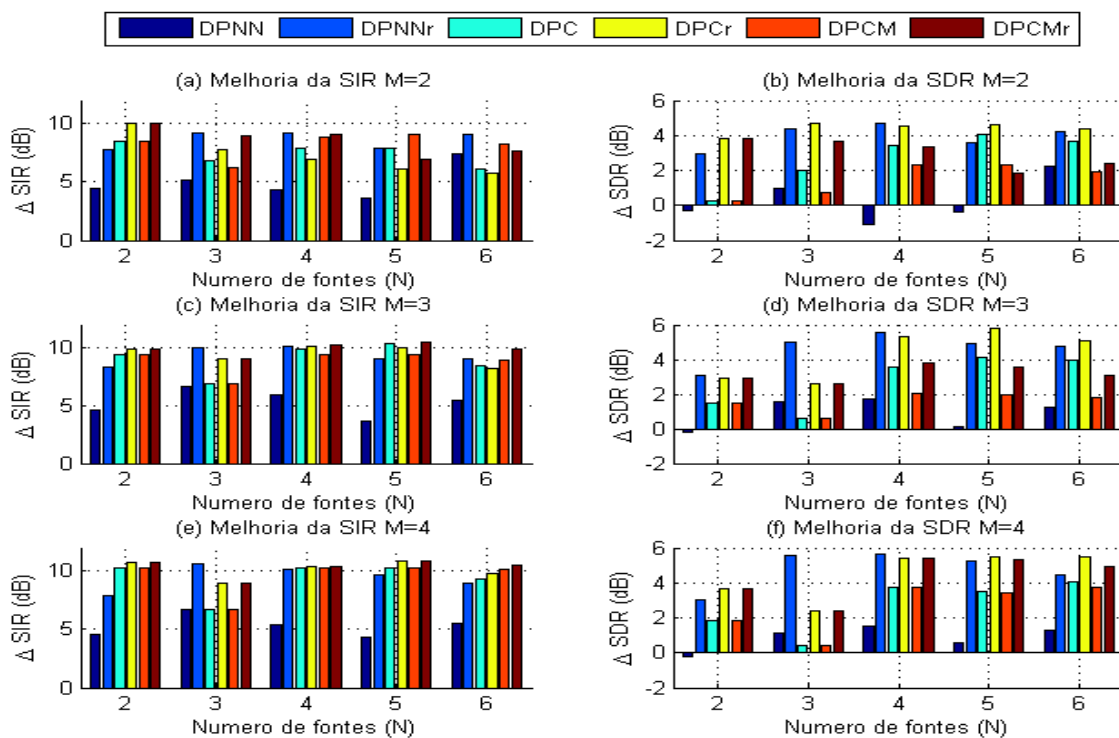 DPNN DPNNr DPC DPCr DPCM DPCMr
(a) Melhoria da SIR M=2
Δ SIR (dB)
10
5
0
2 3 4 5 6
Numero de fontes (N)
(b) Melhoria da SDR M=2
Δ SDR (dB)
6
4
2
0
-2
2 3 4 5 6
Numero de fontes (N)
(c) Melhoria da SIR M=3
Δ SIR (dB)
10
5
0
2 3 4 5 6
Numero de fontes (N)
(d) Melhoria da SDR M=3
Δ SDR (dB)
6
4
2
0
-2
2 3 4 5 6
Numero de fontes (N)
(e) Melhoria da SIR M=4
Δ SIR (dB)
10
5
0
2 3 4 5 6
Numero de fontes (N)
(f) Melhoria da SDR M=4
Δ SDR (dB)
6
4
2
0
-2
2 3 4 5 6
Numero de fontes (N)